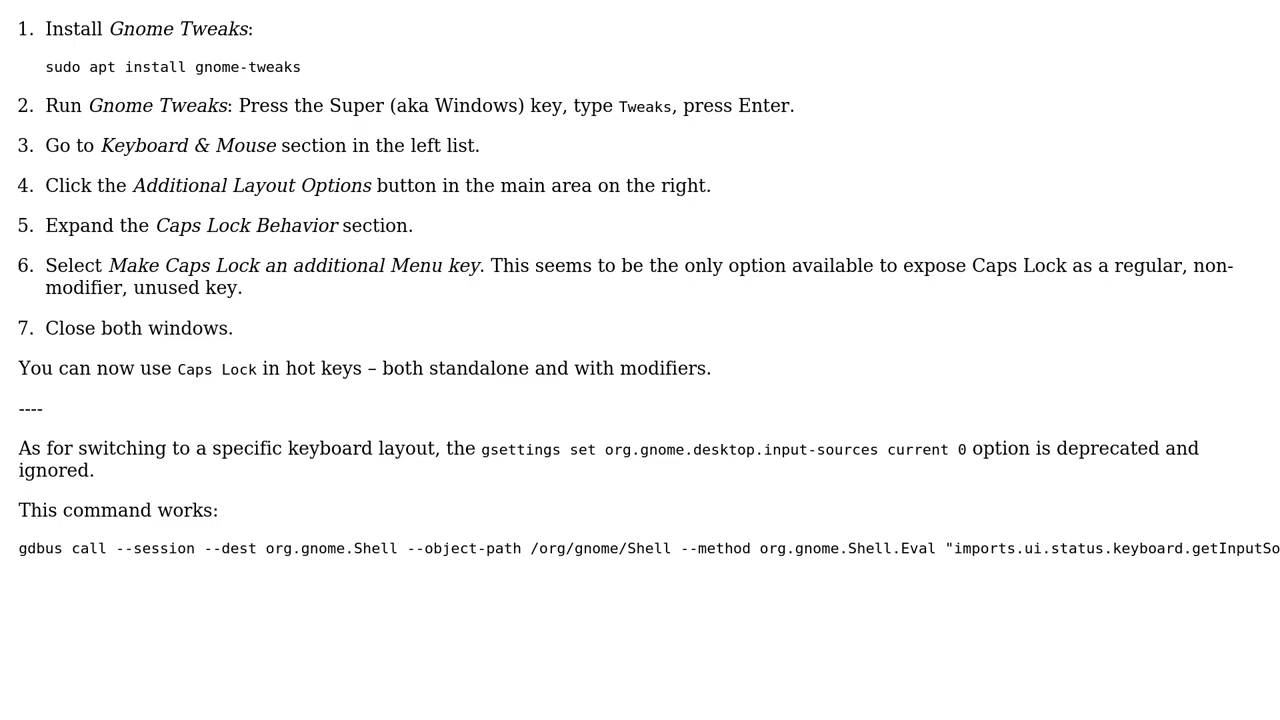 1. Install Gnome Tweaks:
sudo apt install gnome-tweaks
2. Run Gnome Tweaks: Press the Super (aka Windows) key, type Tweaks, press Enter.
3. Go to Keyboard & Mouse section in the left list.
4. Click the Additional Layout Options button in the main area on the right.
5. Expand the Caps Lock Behavior section.
6. Select Make Caps Lock an additional Menu key. This seems to be the only option available to expose Caps Lock as a regular, non-
modifier, unused key.
7. Close both windows.
You can now use Caps Lock in hot keys – both standalone and with modifiers.
----
As for switching to a specific keyboard layout, the gsettings set org.gnome.desktop.input-sources current 0 option is deprecated and
ignored.
This command works:
gdbus call --session --dest org.gnome.Shell --object-path /org/gnome/Shell --method org.gnome.Shell.Eval "imports.ui.status.keyboard.getInputSo